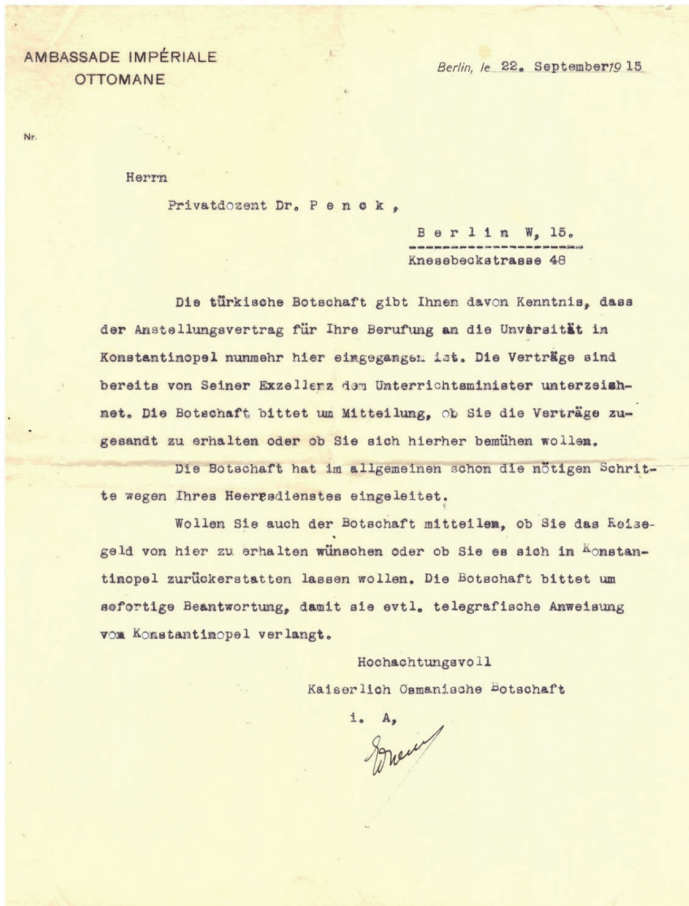 AMBASSADE IMPÉRIALE
OTTOMANE
Berlin, le 22. September 1915
Nr.
Herrn
Privatdozent Dr. P e n c k ,
B e r l i n W, 15.
Knesebeckstrasse 48
Die türkische Botschaft gibt Ihnen davon Kenntnis, dass
der Anstellungsvertrag für Ihre Berufung an die Unversität in
Konstantinopel nunmehr hier eingegangen ist. Die Verträge sind
bereits von Seiner Exzellenz dem Unterrichtsminister unterzeich-
net. Die Botschaft bittet um Mitteilung, ob Sie die Verträge zu-
gesandt zu erhalten oder ob Sie sich hierher bemühen wollen.
Die Botschaft hat im allgemeinen schon die nötigen Schrit-
te wegen Ihres Heeresdienstes eingeleitet.
Wollen Sie auch der Botschaft mitteilen, ob Sie das Reise-
geld von hier zu erhalten wünschen oder ob Sie es sich in Konstan-
tinopel zurückerstatten lassen wollen. Die Botschaft bittet um
sofortige Beantwortung, damit sie evtl. telegrafische Anweisung
von Konstantinopel verlangt.
Hochachtungsvoll
Kaiserlich Osmanische Botschaft
i. A,